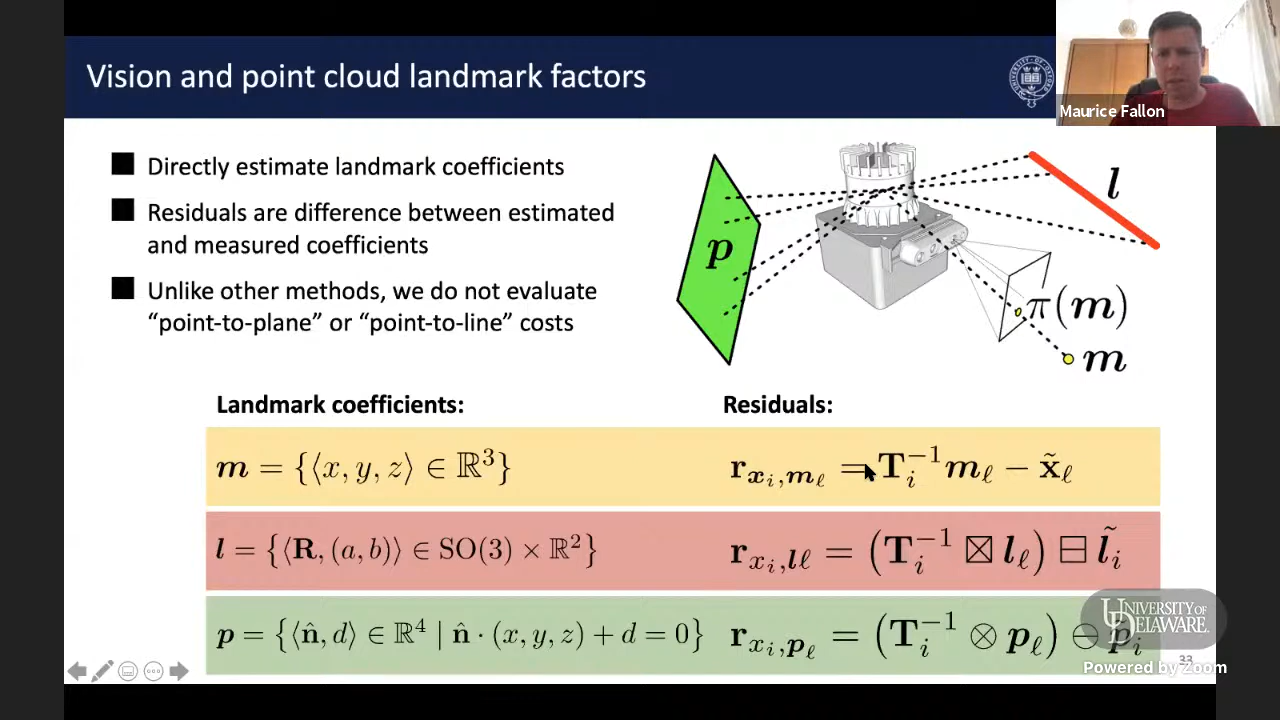 Vision and point cloud landmark factors
Maurice Fallon
■ Directly estimate landmark coefficients
■ Residuals are difference between estimated
and measured coefficients
■ Unlike other methods, we do not evaluate
“point-to-plane” or “point-to-line” costs
p
l
π(m)
m
Landmark coefficients:
Residuals:
m = {⟨x, y, z⟩ ∈ ℝ³}
r_{x_i,m_ℓ} = T_i^{-1} m_ℓ − x̃_ℓ
l = {⟨R, (a, b)⟩ ∈ SO(3) × ℝ²}
r_{x_i,lℓ} = (T_i^{-1} ⊠ l_ℓ) ⊟ l̃_i
p = {⟨n̂, d⟩ ∈ ℝ⁴ | n̂ · (x, y, z) + d = 0}
r_{x_i,p_ℓ} = (T_i^{-1} ⊗ p_ℓ) ⊖ p̃_i
UNIVERSITY OF
DELAWARE.
33
Powered by Zoom